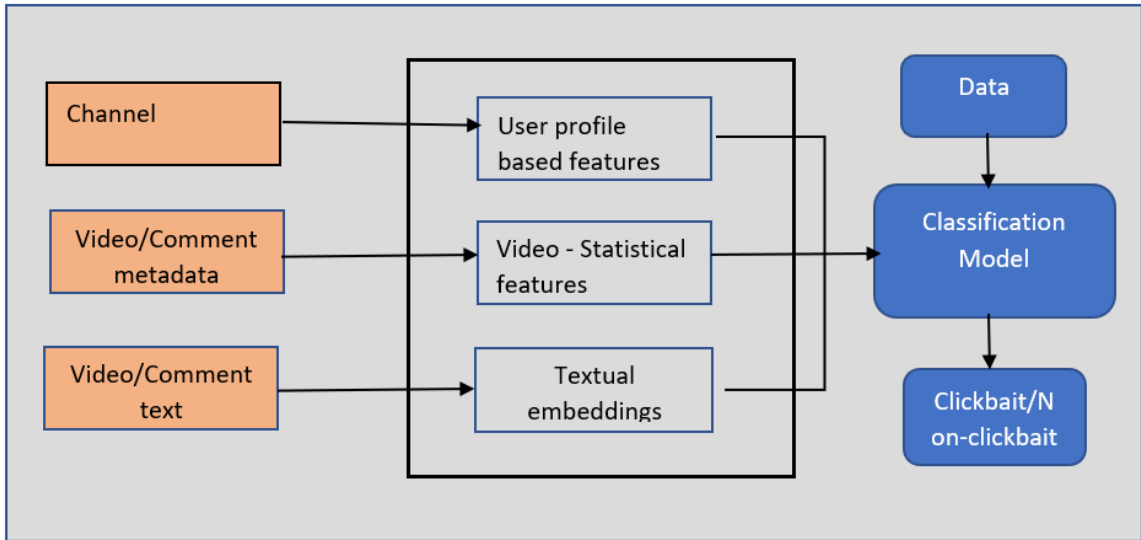 Channel
User profile
based features
Data
Video/Comment
metadata
Video - Statistical
features
Classification
Model
Video/Comment
text
Textual
embeddings
Clickbait/N
on-clickbait